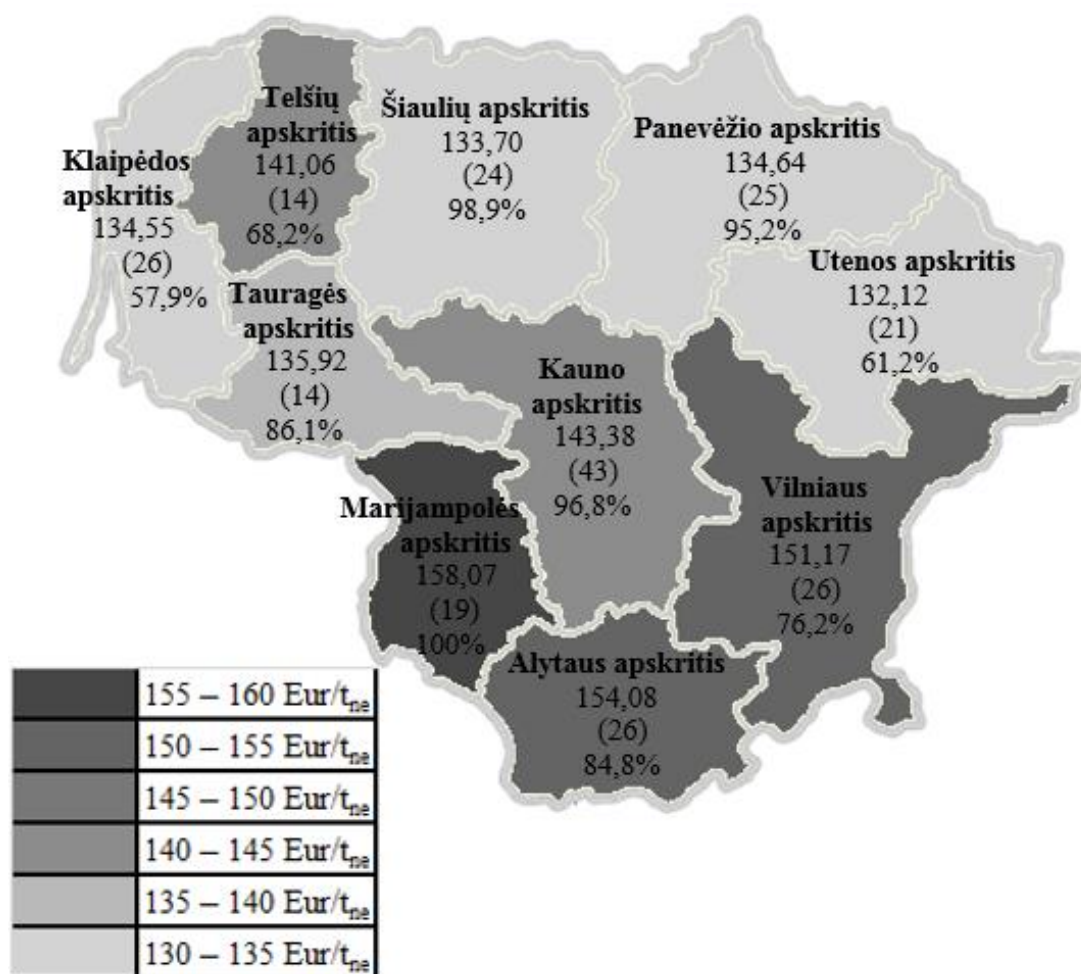 Telšių
apskritis
141,06
(14)
68,2%
Šiaulių apskritis
133,70
(24)
98,9%
Panevėžio apskritis
134,64
(25)
95,2%
Klaipėdos
apskritis
134,55
(26)
57,9%
Utenos apskritis
132,12
(21)
61,2%
Tauragės
apskritis
135,92
(14)
86,1%
Kauno
apskritis
143,38
(43)
96,8%
Vilniaus
apskritis
151,17
(26)
76,2%
Marijampolės
apskritis
158,07
(19)
100%
Alytaus apskritis
154,08
(26)
84,8%
155 – 160 Eur/tne
150 – 155 Eur/tne
145 – 150 Eur/tne
140 – 145 Eur/tne
135 – 140 Eur/tne
130 – 135 Eur/tne